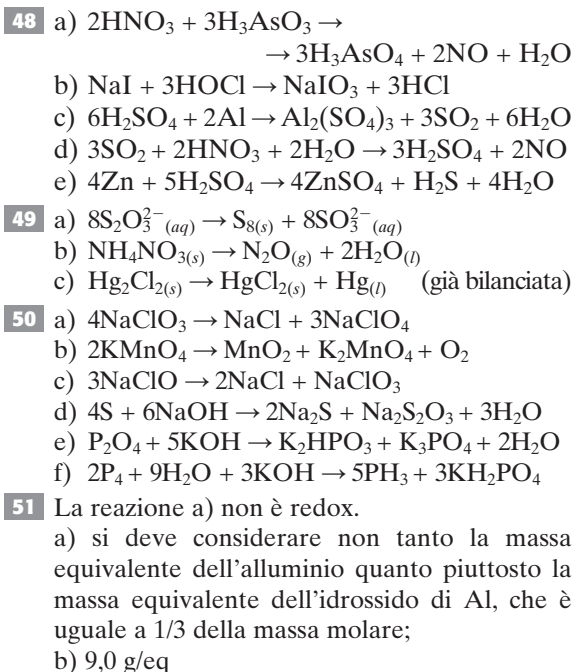 48 a) 2HNO₃ + 3H₃AsO₃ →
→ 3H₃AsO₄ + 2NO + H₂O
b) NaI + 3HOCl → NaIO₃ + 3HCl
c) 6H₂SO₄ + 2Al → Al₂(SO₄)₃ + 3SO₂ + 6H₂O
d) 3SO₂ + 2HNO₃ + 2H₂O → 3H₂SO₄ + 2NO
e) 4Zn + 5H₂SO₄ → 4ZnSO₄ + H₂S + 4H₂O
49 a) 8S₂O₃²⁻(aq) → S₈(s) + 8SO₃²⁻(aq)
b) NH₄NO₃(s) → N₂O(g) + 2H₂O(l)
c) Hg₂Cl₂(s) → HgCl₂(s) + Hg(l) (già bilanciata)
50 a) 4NaClO₃ → NaCl + 3NaClO₄
b) 2KMnO₄ → MnO₂ + K₂MnO₄ + O₂
c) 3NaClO → 2NaCl + NaClO₃
d) 4S + 6NaOH → 2Na₂S + Na₂S₂O₃ + 3H₂O
e) P₂O₄ + 5KOH → K₂HPO₃ + K₃PO₄ + 2H₂O
f) 2P₄ + 9H₂O + 3KOH → 5PH₃ + 3KH₂PO₄
51 La reazione a) non è redox.
a) si deve considerare non tanto la massa
equivalente dell'alluminio quanto piuttosto la
massa equivalente dell'idrossido di Al, che è
uguale a 1/3 della massa molare;
b) 9,0 g/eq